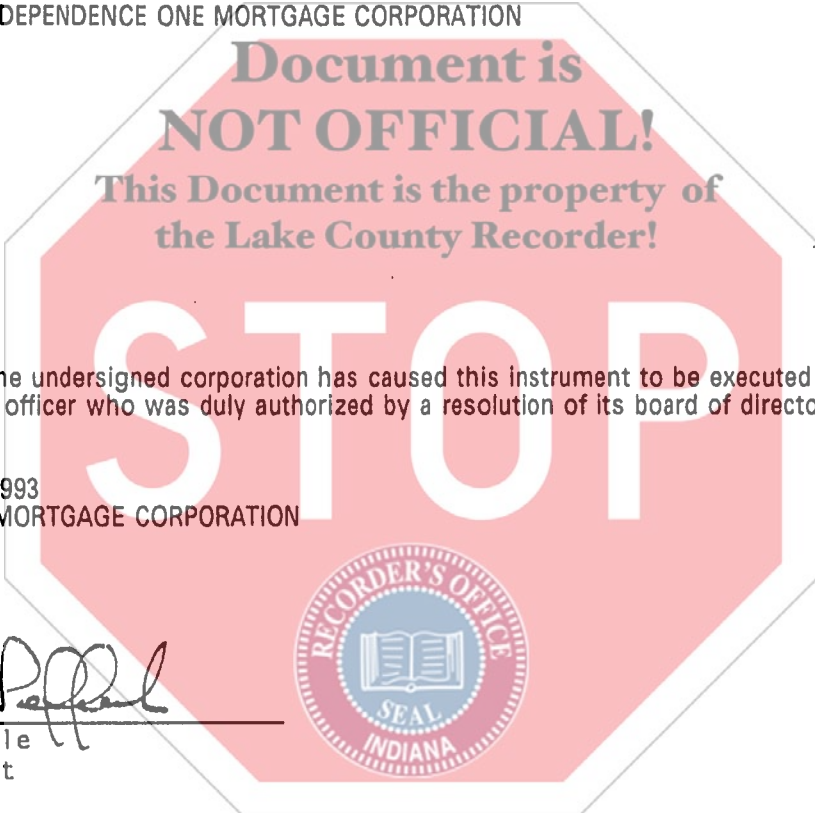 DEPENDENCE ONE MORTGAGE CORPORATION
Document is
NOT OFFICIAL!
This Document is the property of
the Lake County Recorder!
STOP
he undersigned corporation has caused this instrument to be executed
officer who was duly authorized by a resolution of its board of directo
993
MORTGAGE CORPORATION
RECORDER'S OFFICE
SEAL
INDIANA
le
t